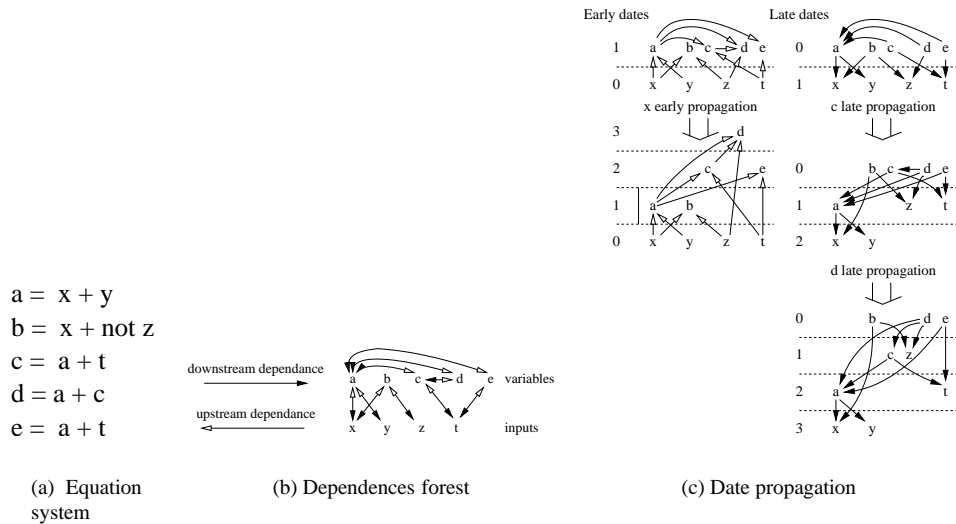 a = x + y
b = x + not z
c = a + t
d = a + c
e = a + t
(a) Equation
system
downstream dependance
upstream dependance
a b c d e variables
x y z t inputs
(b) Dependences forest
Early dates
1 a b c d e
0 x y z t
x early propagation
3 d
2 c e
1 a b
0 x y z t
Late dates
0 a b c d e
1 x y z t
c late propagation
0 b c d e
1 a z t
2 x y
d late propagation
0 b d e
1 c z
2 a t
3 x y
(c) Date propagation